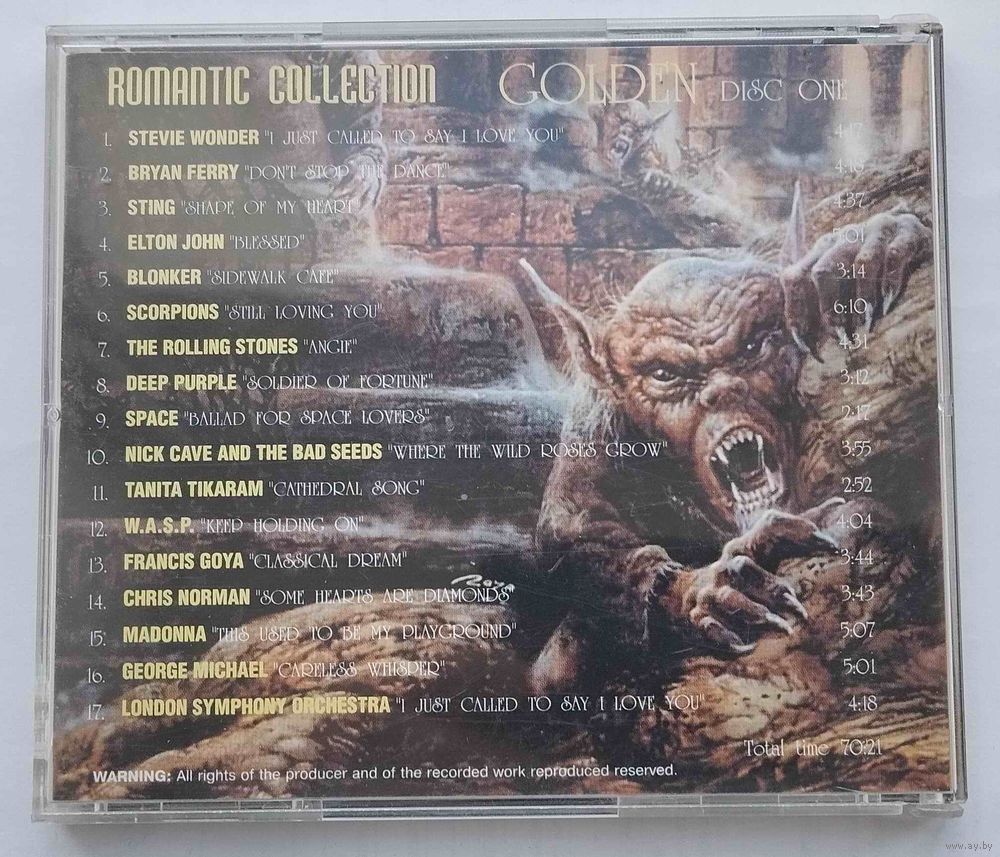 ROMANTIC COLLECTION GOLDEN DISC ONE
1. STEVIE WONDER "I JUST CALLED TO SAY I LOVE YOU" 4:17
2. BRYAN FERRY "DON'T STOP THE DANCE" 4:18
3. STING "SHAPE OF MY HEART" 4:37
4. ELTON JOHN "BLESSED" 5:01
5. BLONKER "SIDEWALK CAFE" 3:14
6. SCORPIONS "STILL LOVING YOU" 6:10
7. THE ROLLING STONES "ANGIE" 4:31
8. DEEP PURPLE "SOLDIER OF FORTUNE" 3:12
9. SPACE "BALLAD FOR SPACE LOVERS" 2:17
10. NICK CAVE AND THE BAD SEEDS "WHERE THE WILD ROSES GROW" 3:55
11. TANITA TIKARAM "CATHEDRAL SONG" 2:52
12. W.A.S.P. "KEEP HOLDING ON" 4:04
13. FRANCIS GOYA "CLASSICAL DREAM" 3:44
14. CHRIS NORMAN "SOME HEARTS ARE DIAMONDS" 3:43
15. MADONNA "THIS USED TO BE MY PLAYGROUND" 5:07
16. GEORGE MICHAEL "CARELESS WHISPER" 5:01
17. LONDON SYMPHONY ORCHESTRA "I JUST CALLED TO SAY I LOVE YOU" 4:18
Total time 70:21
WARNING: All rights of the producer and of the recorded work reproduced reserved.
www.ay.by